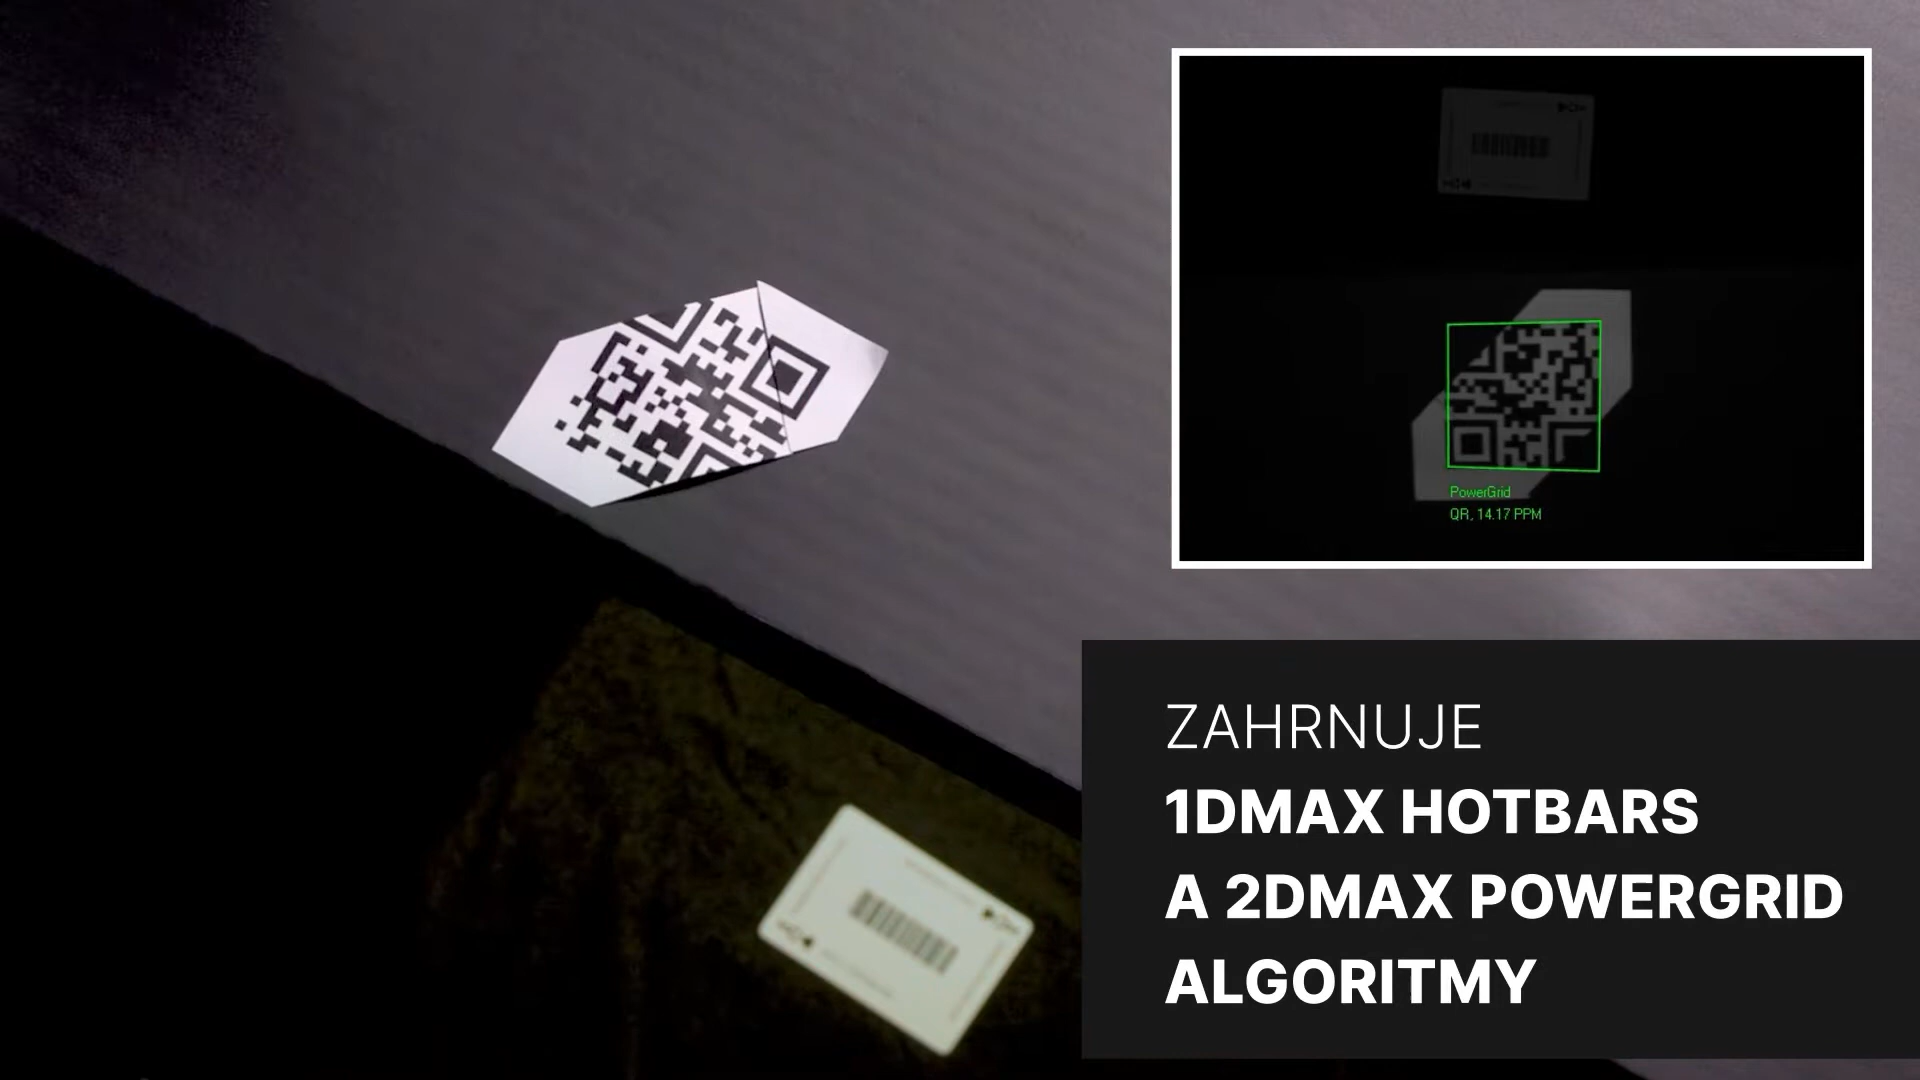 PowerGrid
QR, 14.17 PPM
ZAHRNUJE
1DMAX HOTBARS
A 2DMAX POWERGRID
ALGORITMY